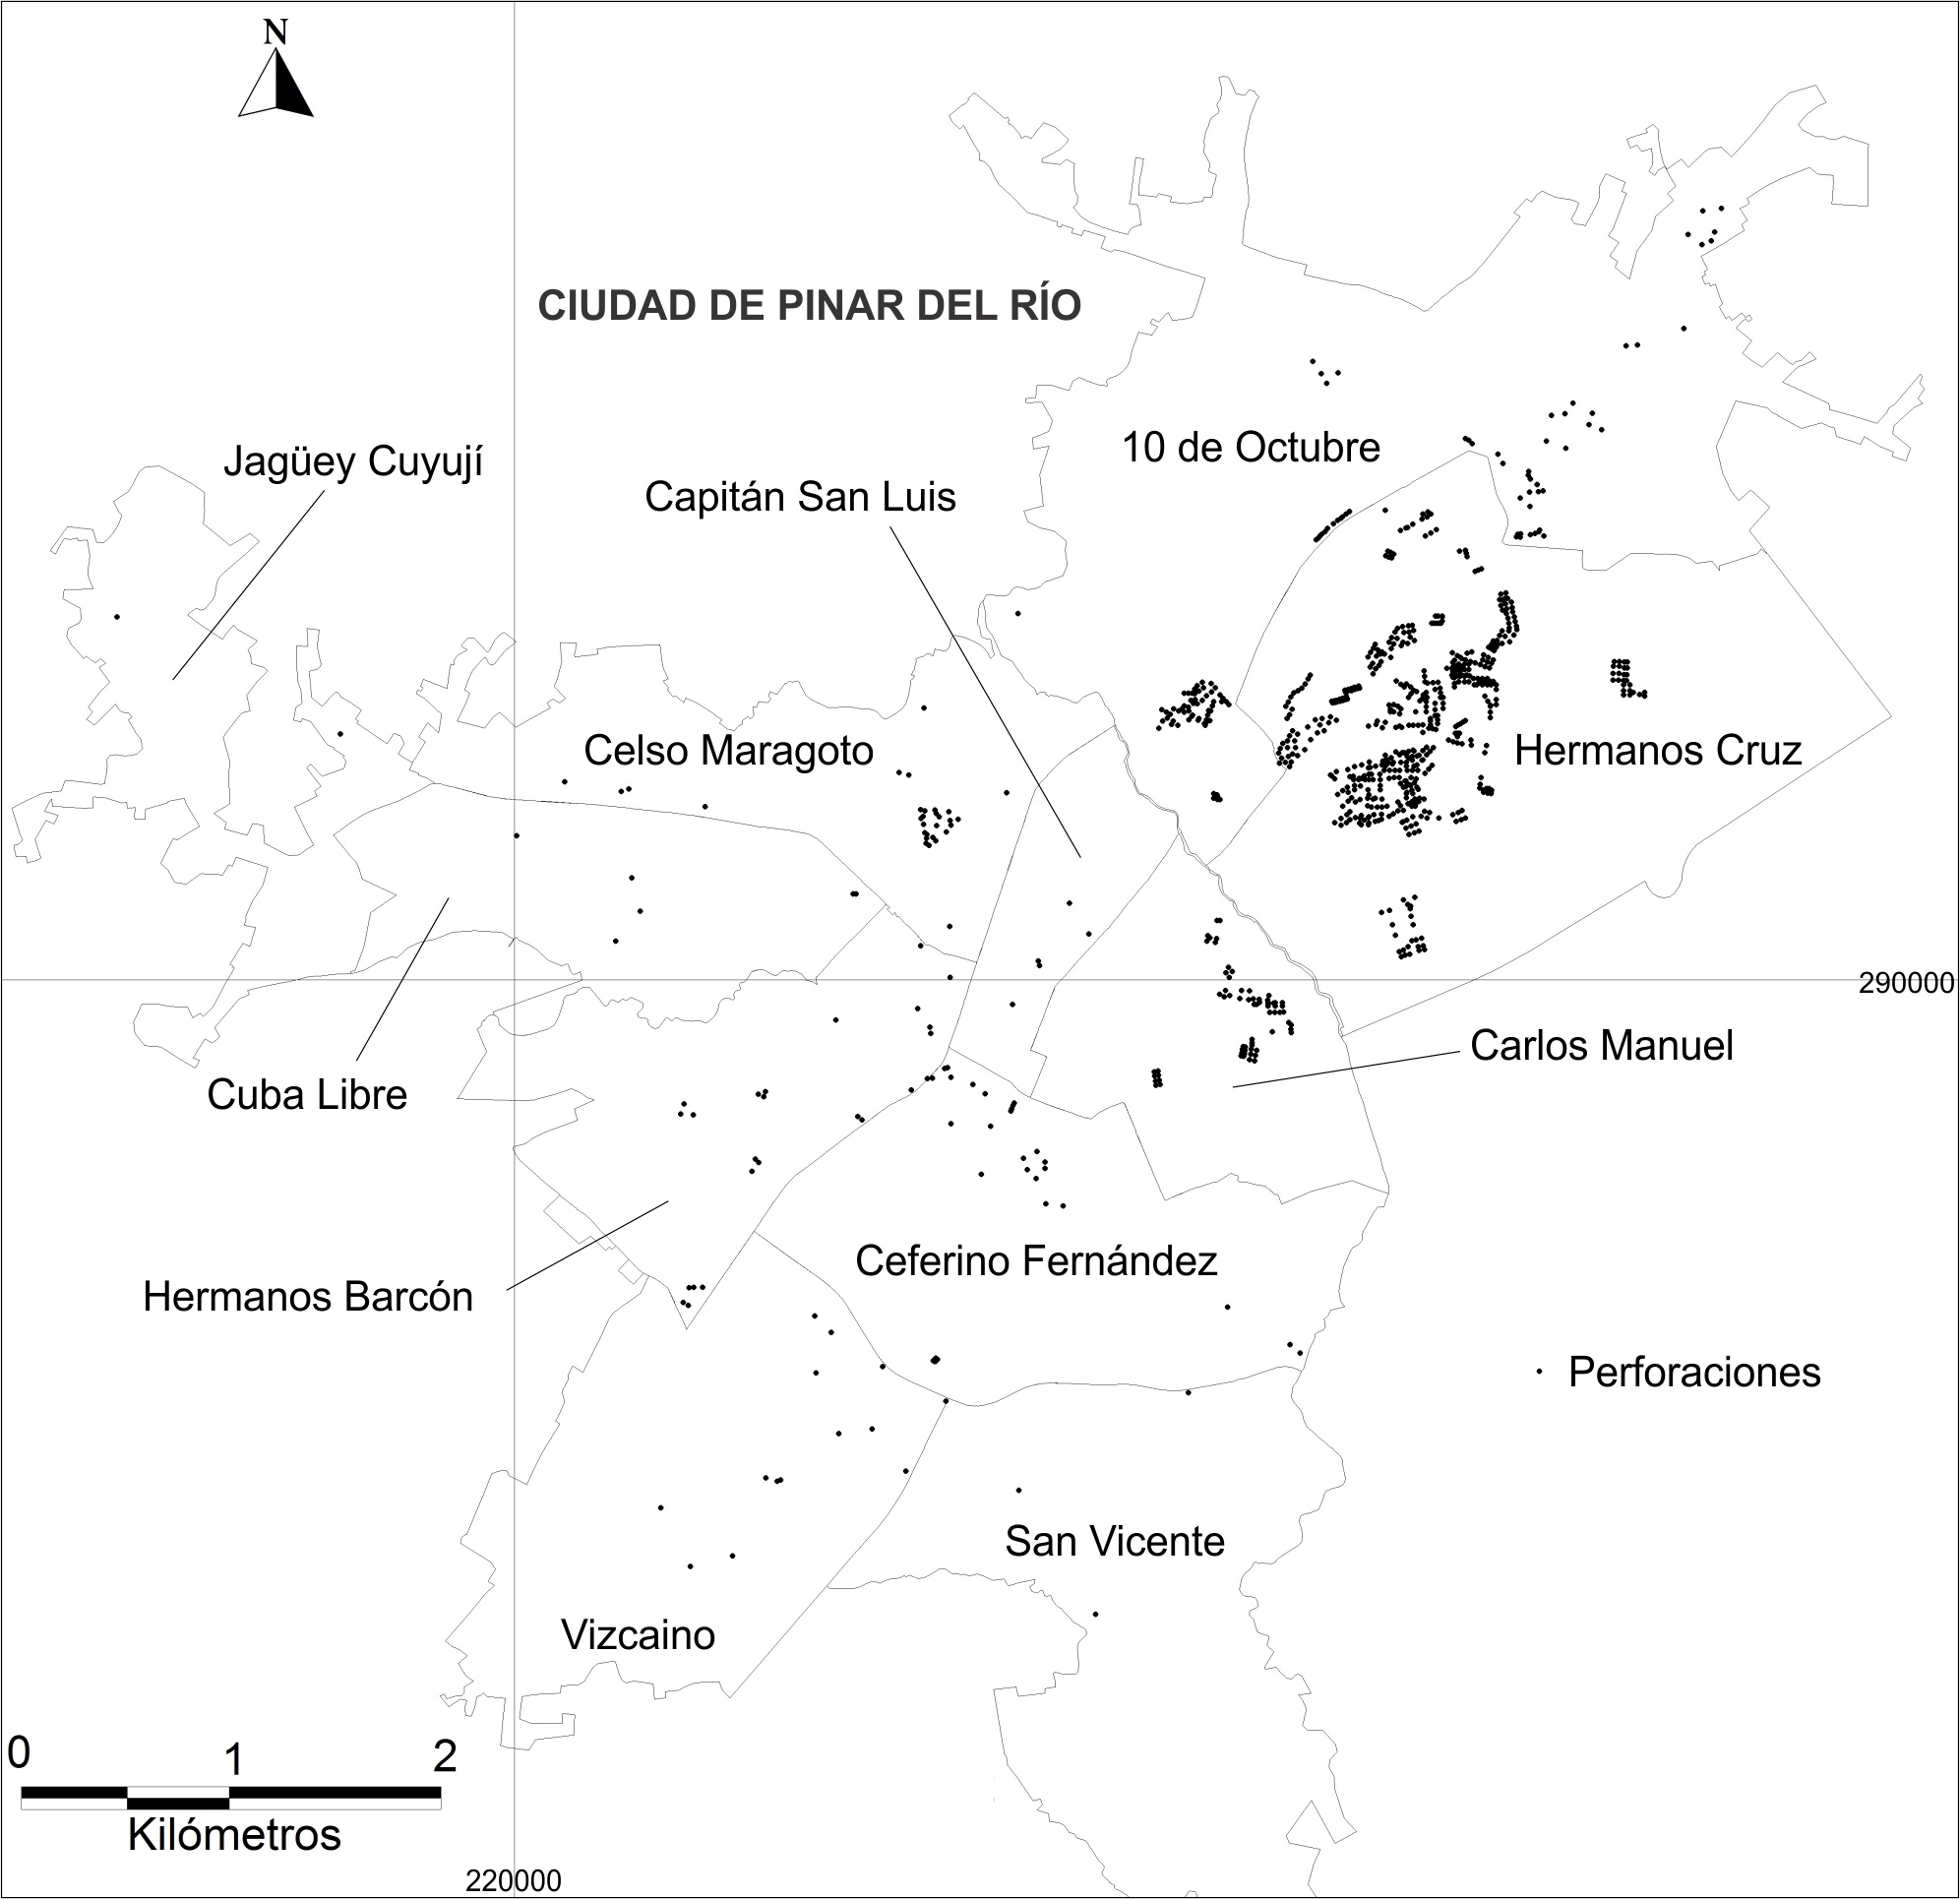 N
CIUDAD DE PINAR DEL RÍO
10 de Octubre
Jagüey Cuyují
Capitán San Luis
Celso Maragoto
Hermanos Cruz
290000
Carlos Manuel
Cuba Libre
Ceferino Fernández
Hermanos Barcón
Perforaciones
San Vicente
Vizcaino
0 1 2
Kilómetros
220000